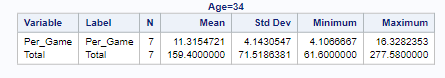 Age=34
Variable Label N Mean Std Dev Minimum Maximum
Per_Game Per_Game 7 11.3154721 4.1430547 4.1066667 16.3282353
Total Total 7 159.4000000 71.5186381 61.6000000 277.5800000